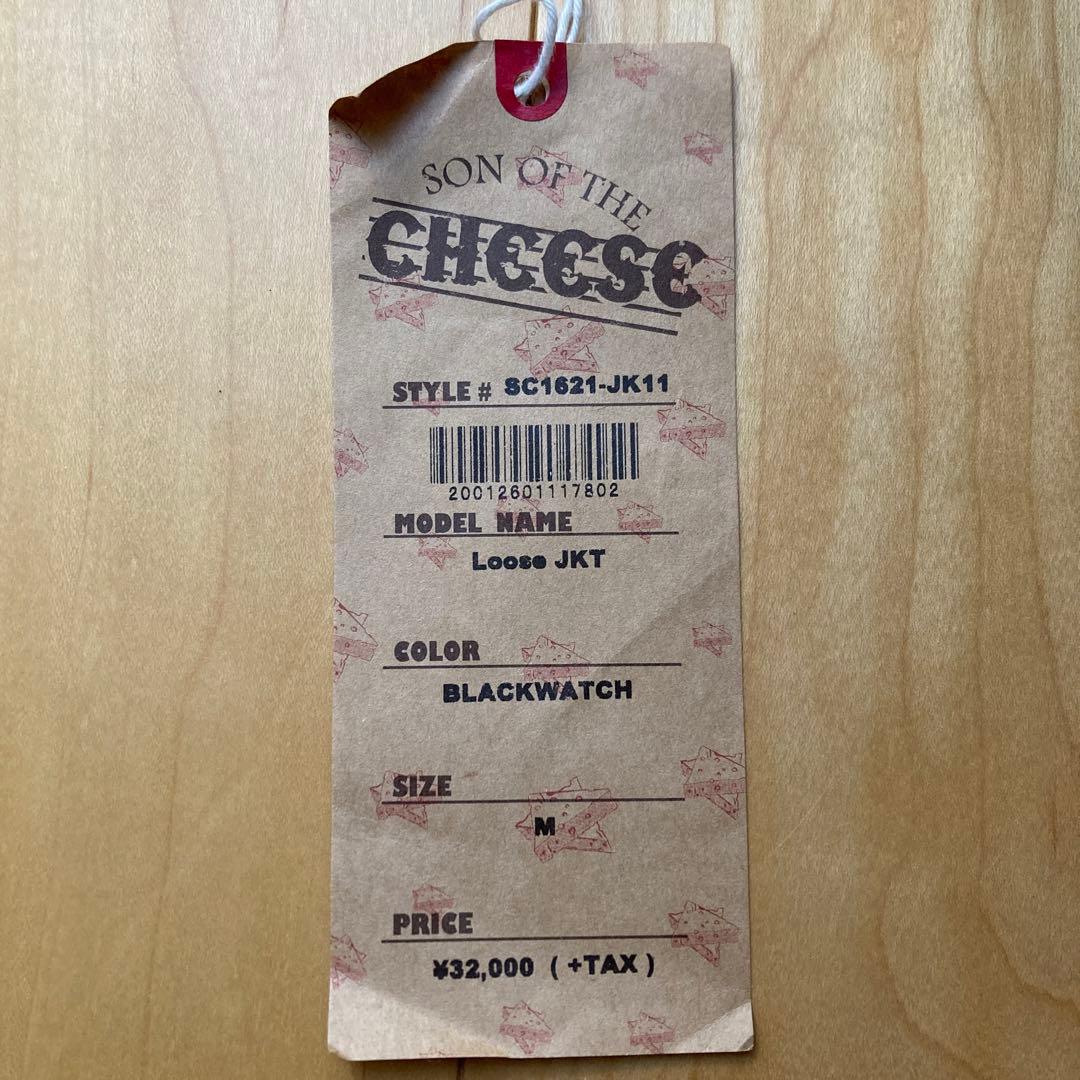 SON OF THE
CHEESE
STYLE # SC1621-JK11
20012601117802
MODEL NAME
Loose JKT
COLOR
BLACKWATCH
SIZE
M
PRICE
¥32,000 ( +TAX )